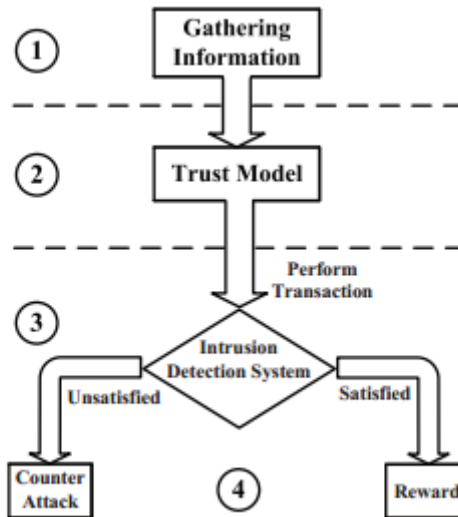 1
Gathering
Information
2
Trust Model
Perform
Transaction
3
Intrusion
Detection System
Unsatisfied
Satisfied
Counter
Attack
4
Reward